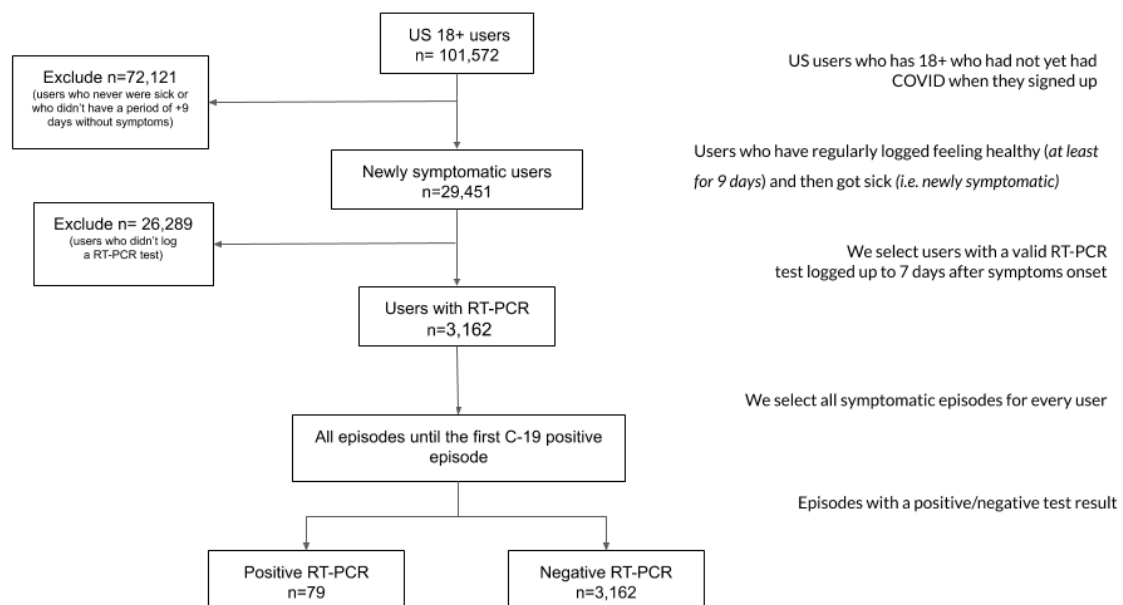 US 18+ users
n= 101,572
US users who has 18+ who had not yet had
COVID when they signed up
Exclude n=72,121
(users who never were sick or
who didn't have a period of +9
days without symptoms)
Newly symptomatic users
n=29,451
Users who have regularly logged feeling healthy (at least
for 9 days) and then got sick (i.e. newly symptomatic)
Exclude n= 26,289
(users who didn't log
a RT-PCR test)
We select users with a valid RT-PCR
test logged up to 7 days after symptoms onset
Users with RT-PCR
n=3,162
We select all symptomatic episodes for every user
All episodes until the first C-19 positive
episode
Episodes with a positive/negative test result
Positive RT-PCR
n=79
Negative RT-PCR
n=3,162